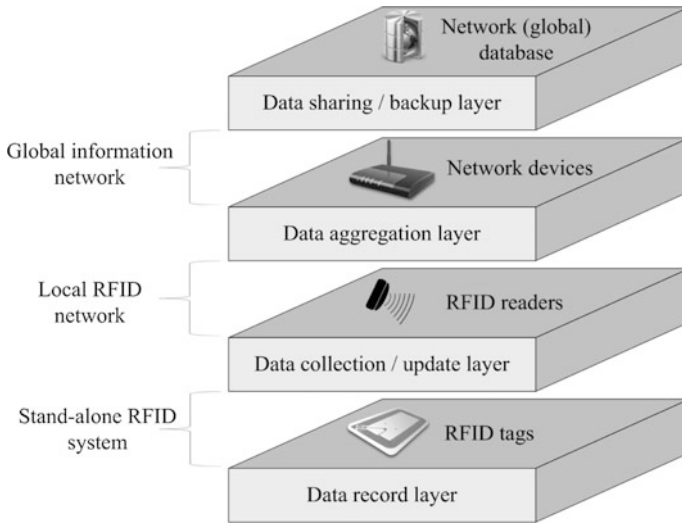 Network (global)
database
Data sharing / backup layer
Global information
network
Network devices
Data aggregation layer
Local RFID
network
RFID readers
Data collection / update layer
Stand-alone RFID
system
RFID tags
Data record layer